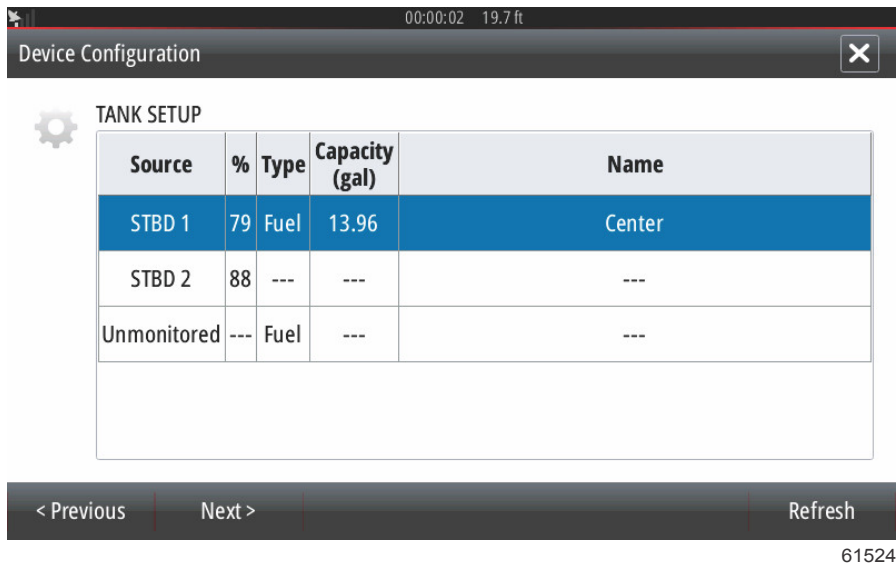 00:00:02 19.7 ft
Device Configuration
TANK SETUP
Source % Type Capacity (gal) Name
STBD 1 79 Fuel 13.96 Center
STBD 2 88 --- --- ---
Unmonitored --- Fuel --- ---
< Previous Next > Refresh
61524